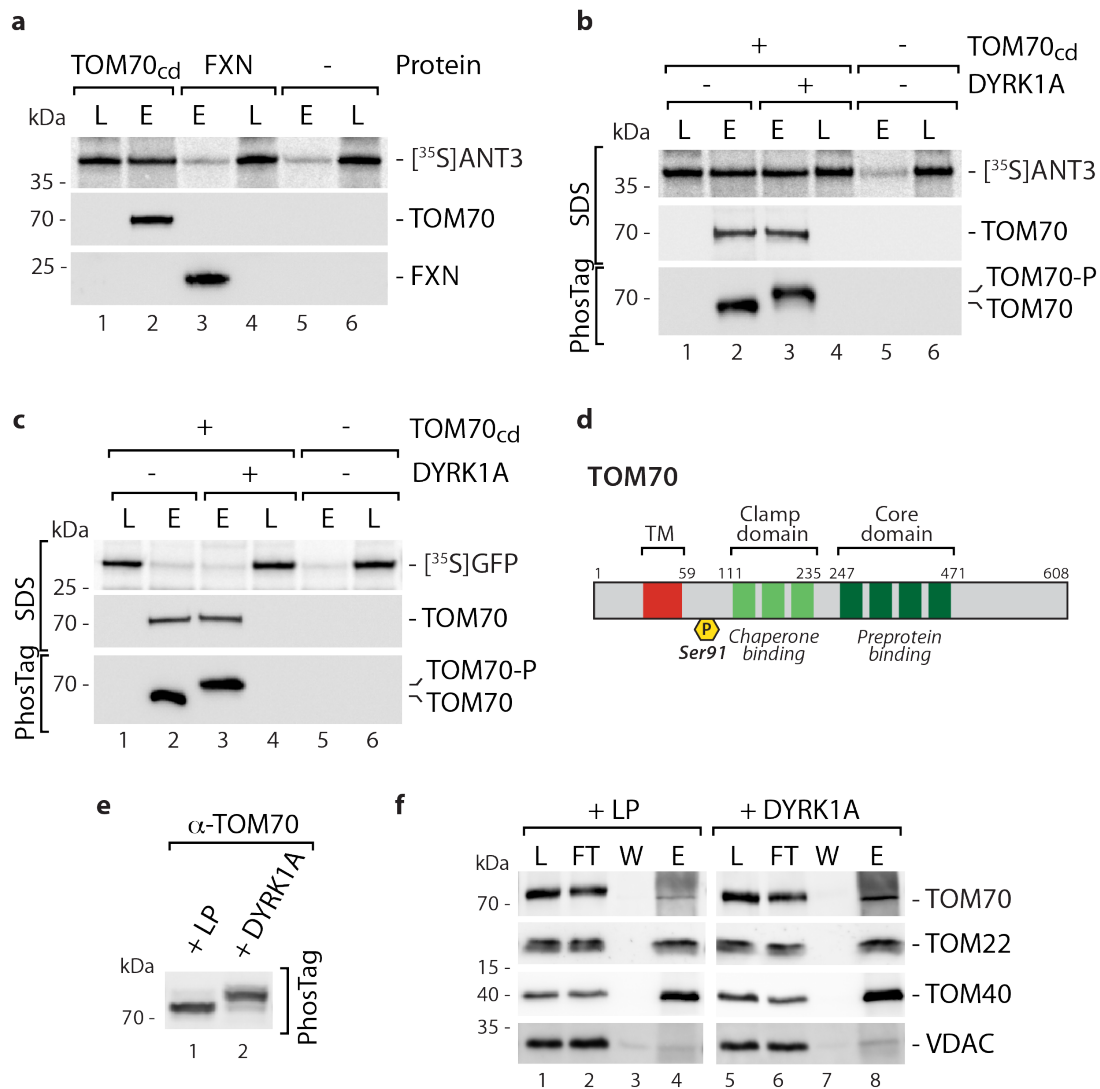 a
TOM70cd FXN - Protein
kDa L E E L E L
- [35S]ANT3
35 -
70 - - TOM70
25 - - FXN
1 2 3 4 5 6
b
+ - TOM70cd
- + - DYRK1A
kDa L E E L E L
SDS
- [35S]ANT3
35 -
70 - - TOM70
PhosTag
TOM70-P
70 -
TOM70
1 2 3 4 5 6
c
+ - TOM70cd
- + - DYRK1A
L E E L E L
kDa
SDS
- [35S]GFP
25 -
70 - - TOM70
PhosTag
TOM70-P
70 -
TOM70
1 2 3 4 5 6
d
TOM70
TM Clamp domain Core domain
1 59 111 235 247 471 608
P
Ser91
Chaperone binding
Preprotein binding
e
α-TOM70
+ LP
+ DYRK1A
kDa
70 -
PhosTag
1 2
f
+ LP + DYRK1A
L FT W E L FT W E
kDa
70 - - TOM70
- TOM22
15 -
40 - - TOM40
35 -
- VDAC
1 2 3 4 5 6 7 8